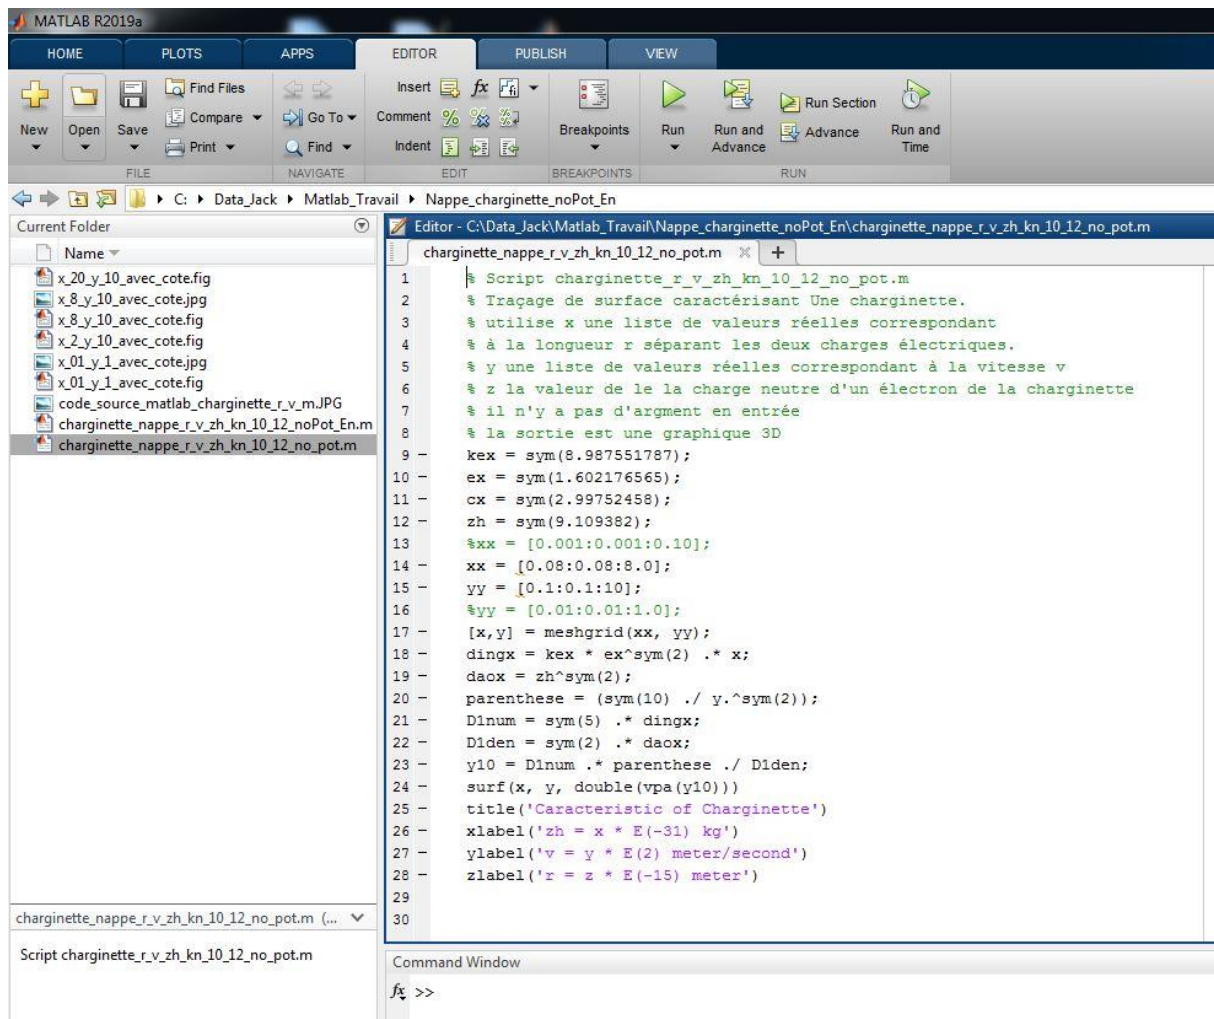 MATLAB R2019a
HOME PLOTS APPS EDITOR PUBLISH VIEW
New
Open
Save
Find Files
Compare
Print
Go To
Find
Insert
fx
Comment
Indent
Breakpoints
Run
Run and Advance
Run Section
Advance
Run and Time
FILE NAVIGATE EDIT BREAKPOINTS RUN
C: Data_Jack Matlab_Travail Nappe_charginette_noPot_En
Current Folder
Name
x_20_y_10_avec_cote.fig
x_8_y_10_avec_cote.jpg
x_8_y_10_avec_cote.fig
x_2_y_10_avec_cote.fig
x_01_y_1_avec_cote.jpg
x_01_y_1_avec_cote.fig
code_source_matlab_charginette_r_v_m.JPG
charginette_nappe_r_v_zh_kn_10_12_noPot_En.m
charginette_nappe_r_v_zh_kn_10_12_no_pot.m
charginette_nappe_r_v_zh_kn_10_12_no_pot.m (...
Script charginette_r_v_zh_kn_10_12_no_pot.m
Editor - C:\Data_Jack\Matlab_Travail\Nappe_charginette_noPot_En\charginette_nappe_r_v_zh_kn_10_12_no_pot.m
charginette_nappe_r_v_zh_kn_10_12_no_pot.m
1 % Script charginette_r_v_zh_kn_10_12_no_pot.m
2 % Traçage de surface caractérisant Une charginette.
3 % utilise x une liste de valeurs réelles correspondant
4 % à la longueur r séparant les deux charges électriques.
5 % y une liste de valeurs réelles correspondant à la vitesse v
6 % z la valeur de le la charge neutre d'un électron de la charginette
7 % il n'y a pas d'argment en entrée
8 % la sortie est une graphique 3D
9 - kex = sym(8.987551787);
10 - ex = sym(1.602176565);
11 - cx = sym(2.99752458);
12 - zh = sym(9.109382);
13 %xx = [0.001:0.001:0.10];
14 - xx = [0.08:0.08:8.0];
15 - yy = [0.1:0.1:10];
16 %yy = [0.01:0.01:1.0];
17 - [x,y] = meshgrid(xx, yy);
18 - dingx = kex * ex^sym(2) .* x;
19 - daox = zh^sym(2);
20 - parenthese = (sym(10) ./ y.^sym(2));
21 - D1num = sym(5) .* dingx;
22 - D1den = sym(2) .* daox;
23 - y10 = D1num .* parenthese ./ D1den;
24 - surf(x, y, double(vpa(y10)))
25 - title('Caracteristic of Charginette')
26 - xlabel('zh = x * E(-31) kg')
27 - ylabel('v = y * E(2) meter/second')
28 - zlabel('r = z * E(-15) meter')
29
30
Command Window
fx >>